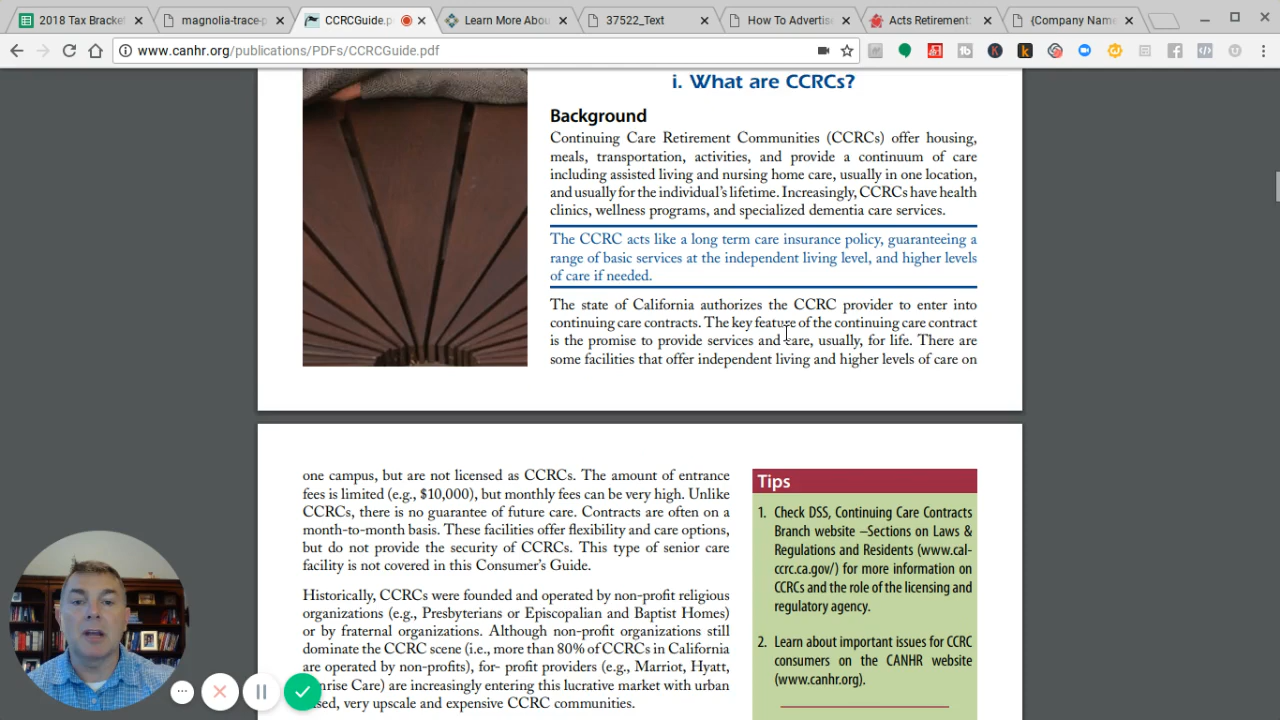 2018 Tax Bracket
magnolia-trace-p
CCRCGuide.p
Learn More Abou
37522_Text
How To Advertise
Acts Retirement
{Company Name
www.canhr.org/publications/PDFs/CCRCGuide.pdf
i. What are CCRCs?
Background
Continuing Care Retirement Communities (CCRCs) offer housing,
meals, transportation, activities, and provide a continuum of care
including assisted living and nursing home care, usually in one location,
and usually for the individual's lifetime. Increasingly, CCRCs have health
clinics, wellness programs, and specialized dementia care services.
The CCRC acts like a long term care insurance policy, guaranteeing a
range of basic services at the independent living level, and higher levels
of care if needed.
The state of California authorizes the CCRC provider to enter into
continuing care contracts. The key feature of the continuing care contract
is the promise to provide services and care, usually, for life. There are
some facilities that offer independent living and higher levels of care on
one campus, but are not licensed as CCRCs. The amount of entrance
fees is limited (e.g., $10,000), but monthly fees can be very high. Unlike
CCRCs, there is no guarantee of future care. Contracts are often on a
month-to-month basis. These facilities offer flexibility and care options,
but do not provide the security of CCRCs. This type of senior care
facility is not covered in this Consumer's Guide.
Historically, CCRCs were founded and operated by non-profit religious
organizations (e.g., Presbyterians or Episcopalian and Baptist Homes)
or by fraternal organizations. Although non-profit organizations still
dominate the CCRC scene (i.e., more than 80% of CCRCs in California
are operated by non-profits), for- profit providers (e.g., Marriot, Hyatt,
nrise Care) are increasingly entering this lucrative market with urban
sed, very upscale and expensive CCRC communities.
Tips
1. Check DSS, Continuing Care Contracts
Branch website –Sections on Laws &
Regulations and Residents (www.cal-
ccrc.ca.gov/) for more information on
CCRCs and the role of the licensing and
regulatory agency.
2. Learn about important issues for CCRC
consumers on the CANHR website
(www.canhr.org).